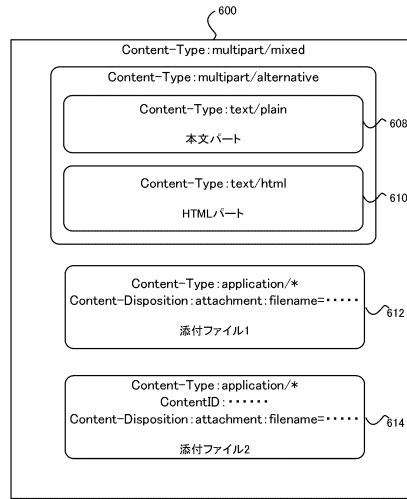 600
Content-Type:multipart/mixed
Content-Type:multipart/alternative
Content-Type:text/plain
本文パート
608
Content-Type:text/html
HTMLパート
610
Content-Type:application/*
Content-Disposition:attachment:filename=・・・・・
添付ファイル1
612
Content-Type:application/*
ContentID:・・・・・・
Content-Disposition:attachment:filename=・・・・・
添付ファイル2
614